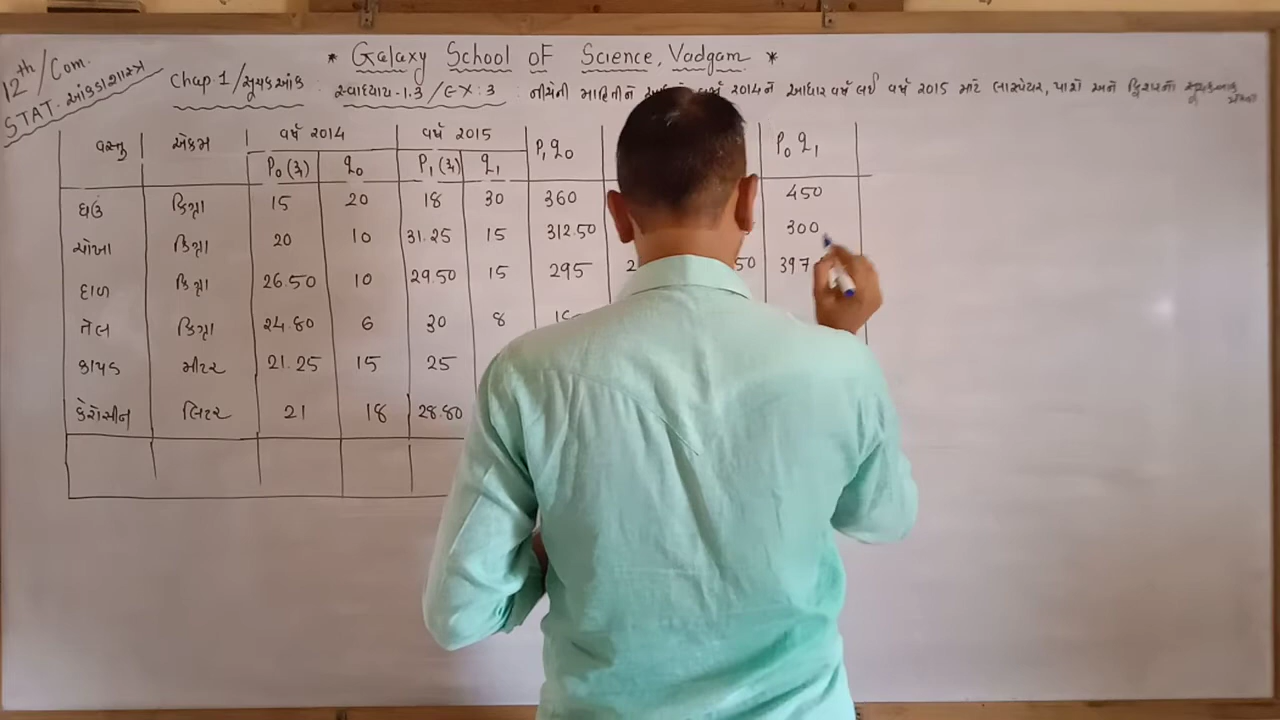 12th/Com.
STAT. આંકડાશાસ્ત્ર
* Galaxy School of Science, Vadgam *
Chap 1/સૂચક આંક : સ્વાધ્યાય-1.3/Ex:3 : નીચેની માહિતીને વર્ષ 2014ને આધાર વર્ષ લઈ વર્ષ 2015 માટે લાસ્પેયર, પાશે અને ફિશરના
વસ્તુ એકમ વર્ષ 2014 વર્ષ 2015 P₁q₀ P₀q₁
P₀(રૂ) q₀ P₁(રૂ) q₁
ઘઉં કિગ્રા 15 20 18 30 360 450
ચોખા કિગ્રા 20 10 31.25 15 312.50 300
દાળ કિગ્રા 26.50 10 29.50 15 295 397
તેલ કિગ્રા 24.80 6 30 8
કાપડ મીટર 21.25 15 25
કેરોસીન લિટર 21 18 28.80